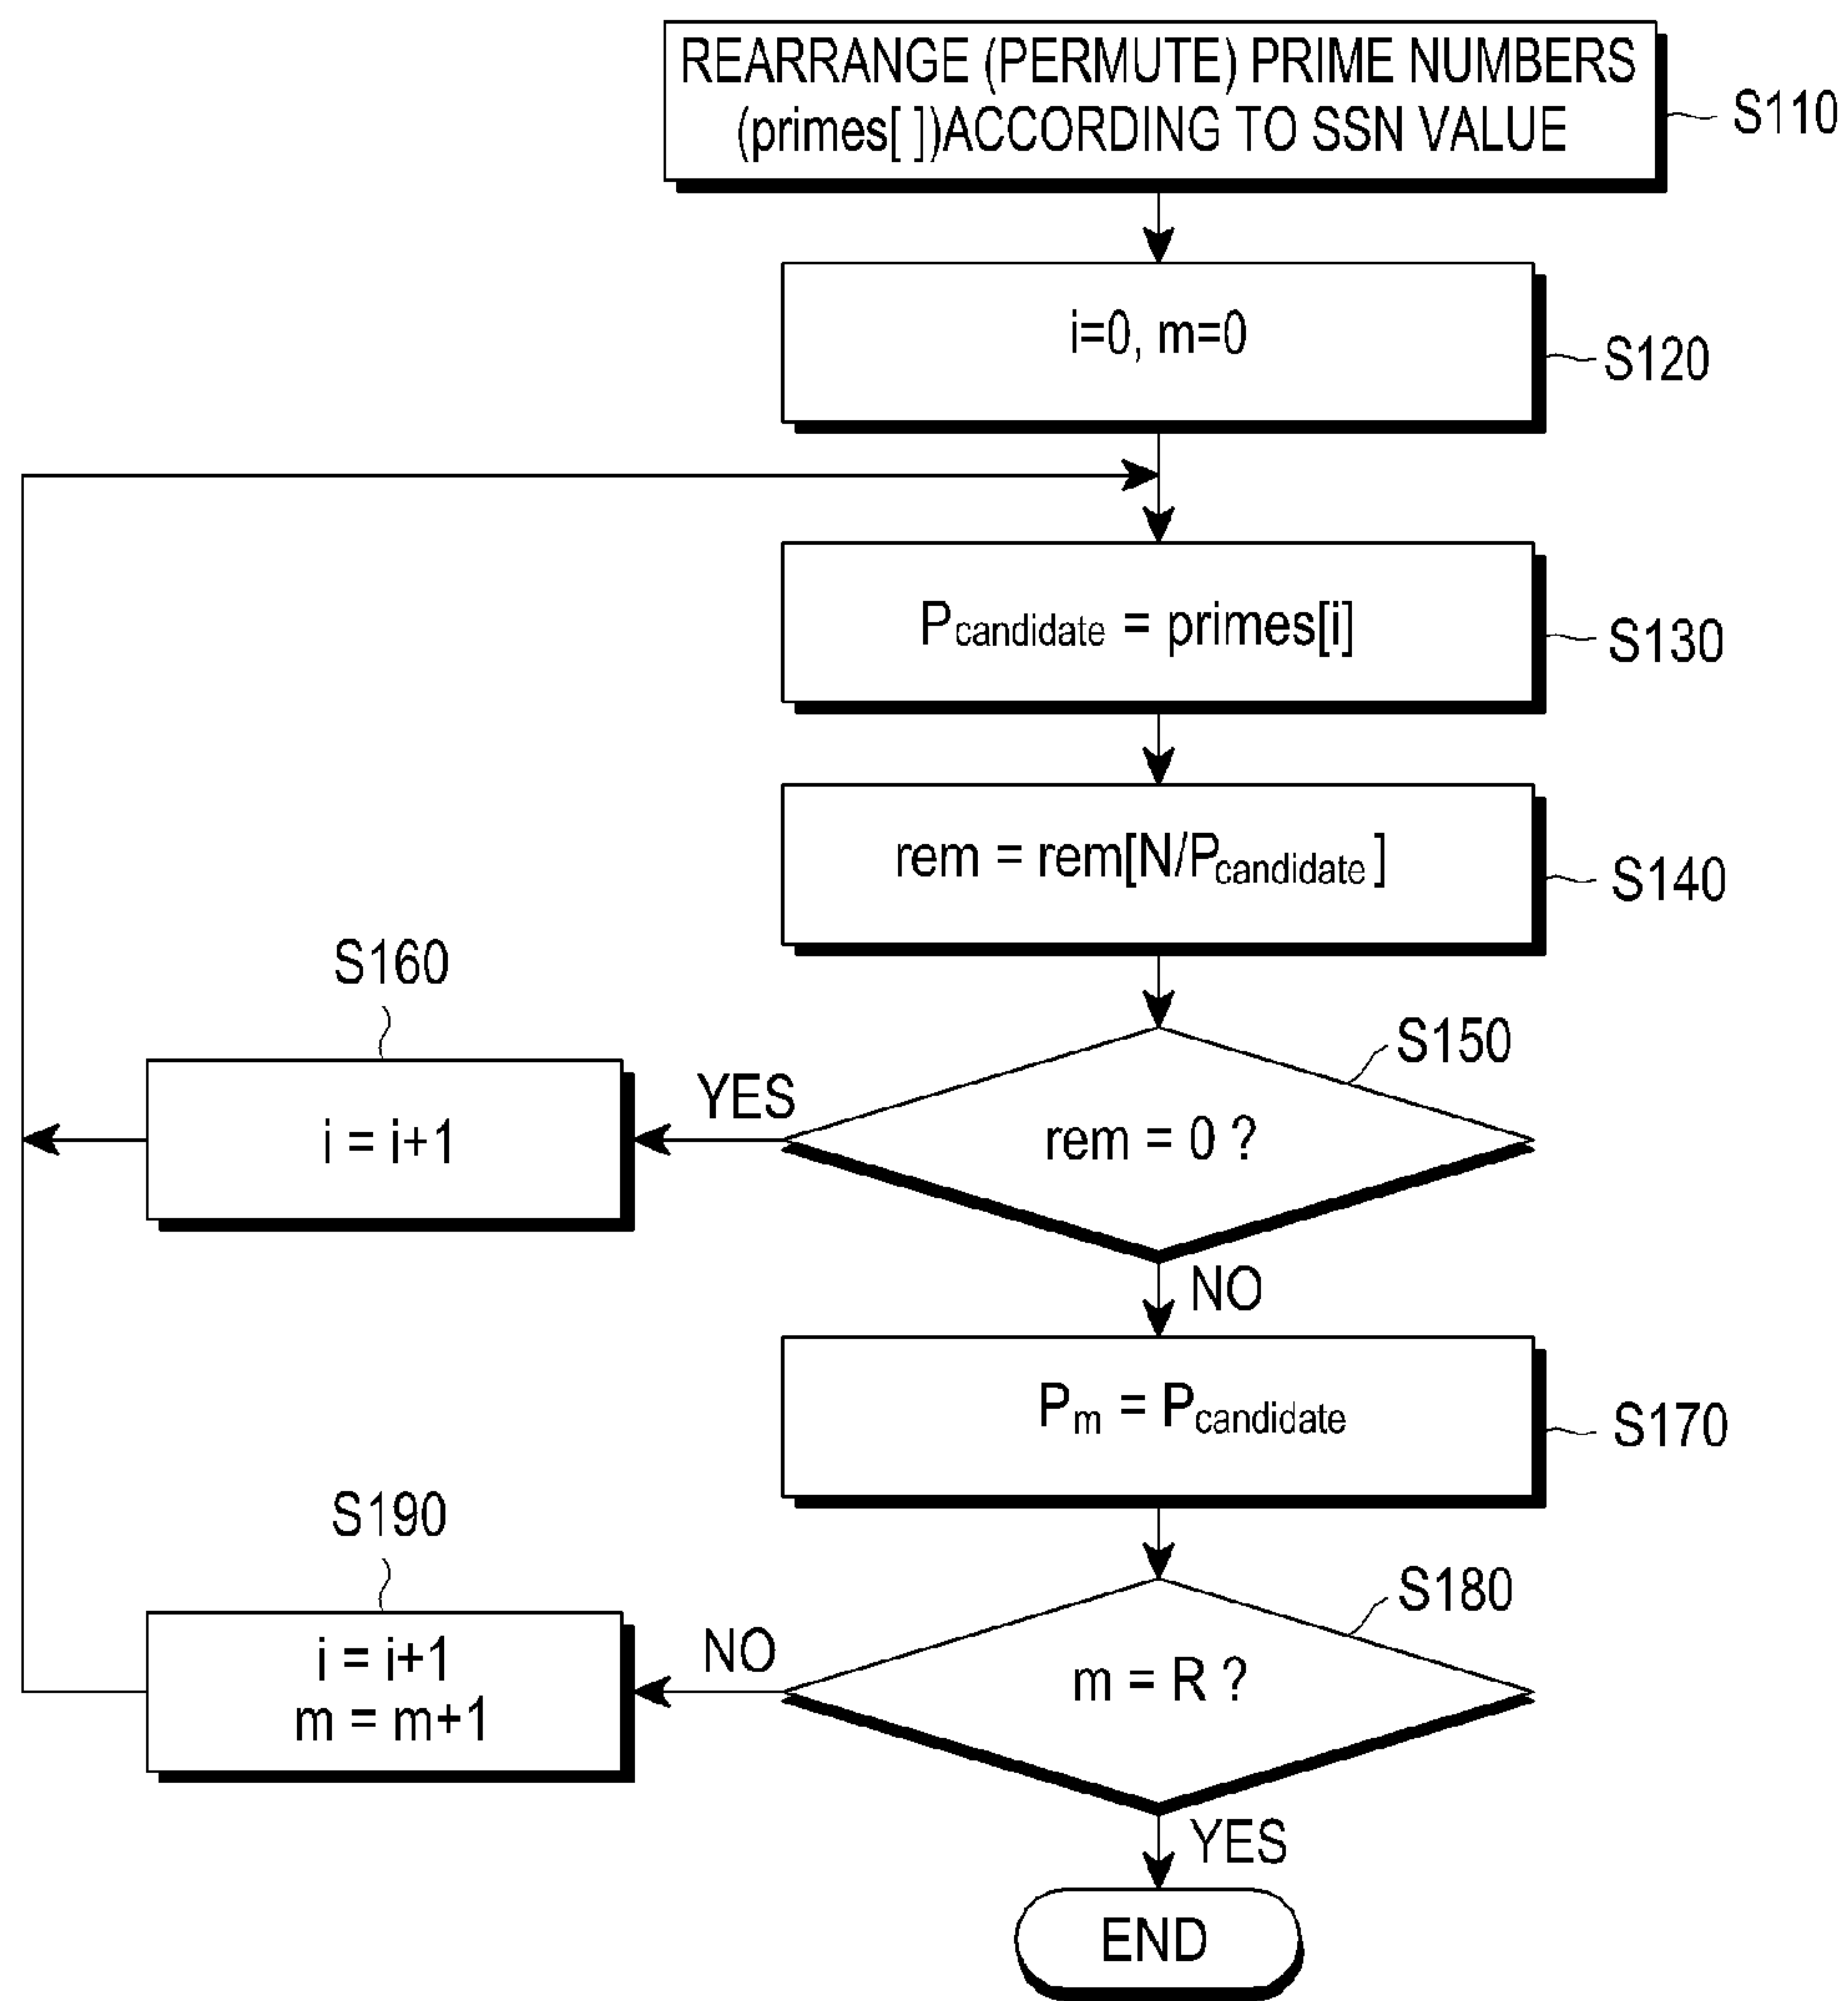 REARRANGE (PERMUTE) PRIME NUMBERS
(primes[ ])ACCORDING TO SSN VALUE
S110
i=0, m=0
S120
Pcandidate = primes[i]
S130
rem = rem[N/Pcandidate ]
S140
S160
i = i+1
YES
S150
rem = 0 ?
NO
Pm = Pcandidate
S170
S190
i = i+1
m = m+1
NO
S180
m = R ?
YES
END